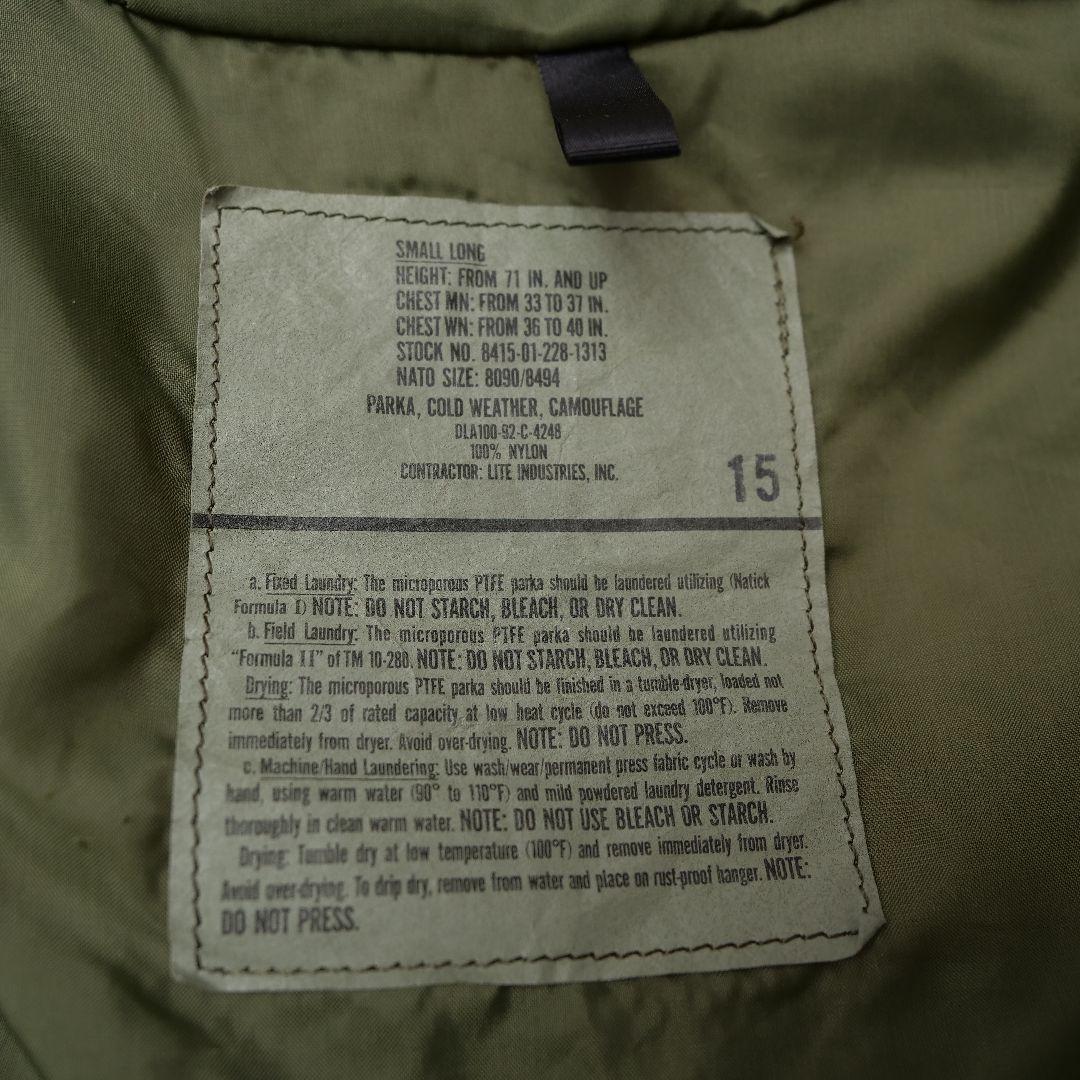 SMALL LONG
HEIGHT: FROM 71 IN. AND UP
CHEST MN: FROM 33 TO 37 IN.
CHEST WN: FROM 36 TO 40 IN.
STOCK NO. 8415-01-228-1313
NATO SIZE: 8090/8494
PARKA, COLD WEATHER, CAMOUFLAGE
DLA100-92-C-4248
100% NYLON
CONTRACTOR: LITE INDUSTRIES, INC.
15
a. Fixed Laundry: The microporous PTFE parka should be laundered utilizing (Natick
Formula I) NOTE: DO NOT STARCH, BLEACH, OR DRY CLEAN.
b. Field Laundry: The microporous PTFE parka should be laundered utilizing
"Formula II" of TM 10-280. NOTE: DO NOT STARCH, BLEACH, OR DRY CLEAN.
Drying: The microporous PTFE parka should be finished in a tumble-dryer, loaded not
more than 2/3 of rated capacity at low heat cycle (do not exceed 100°F). Remove
immediately from dryer. Avoid over-drying. NOTE: DO NOT PRESS.
c. Machine/Hand Laundering: Use wash/wear/permanent press fabric cycle or wash by
hand, using warm water (90° to 110°F) and mild powdered laundry detergent. Rinse
thoroughly in clean warm water. NOTE: DO NOT USE BLEACH OR STARCH.
Drying: Tumble dry at low temperature (100°F) and remove immediately from dryer.
Avoid over-drying. To drip dry, remove from water and place on rust-proof hanger. NOTE:
DO NOT PRESS.